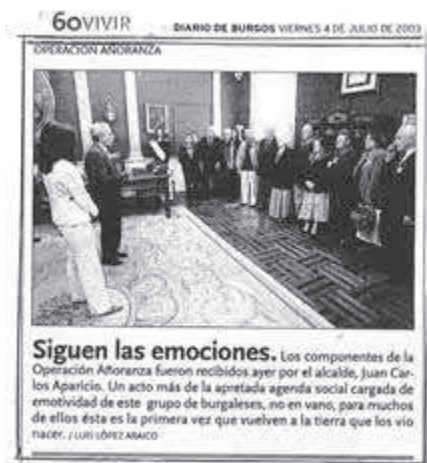 60VIVIR DIARIO DE BURGOS VIERNES 4 DE JULIO DE 2003
OPERACIÓN AÑORANZA
Siguen las emociones. Los componentes de la
Operación Añoranza fueron recibidos ayer por el alcalde, Juan Car-
los Aparicio. Un acto más de la apretada agenda social cargada de
emotividad de este grupo de burgaleses, no en vano, para muchos
de ellos ésta es la primera vez que vuelven a la tierra que los vio
nacer. / LUIS LÓPEZ ARAICO